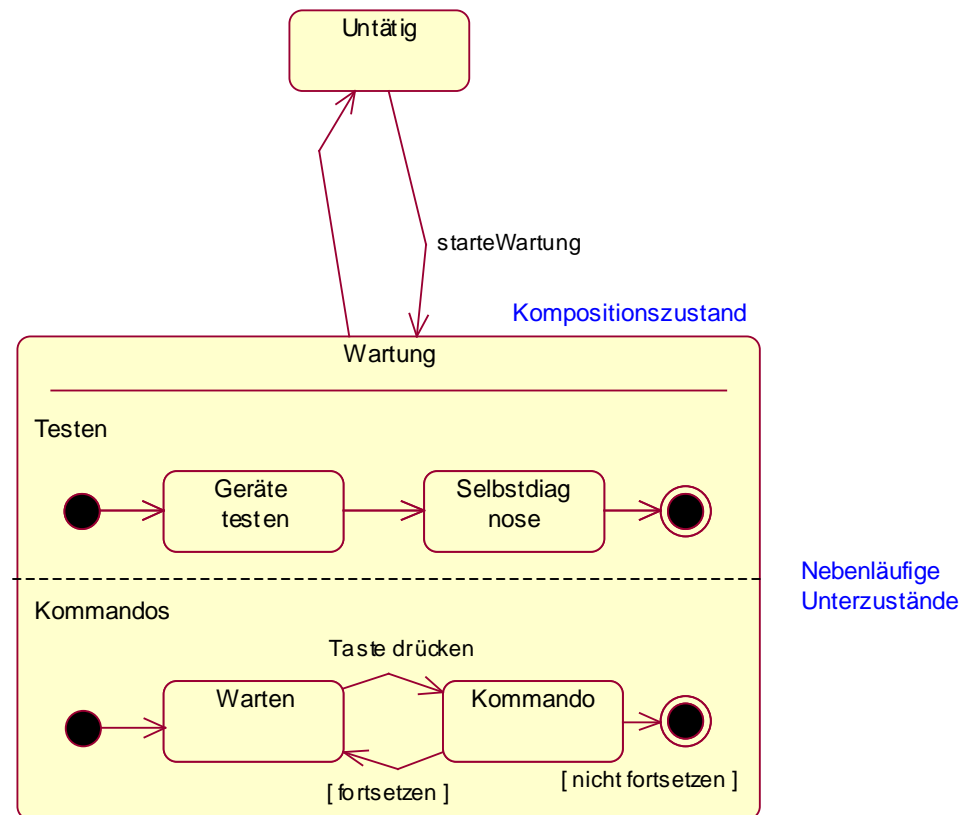 Untätig
starteWartung
Kompositionszustand
Wartung
Testen
Geräte
testen
Selbstdiag
nose
Nebenläufige
Unterzustände
Kommandos
Taste drücken
Warten
Kommando
[ fortsetzen ]
[ nicht fortsetzen ]